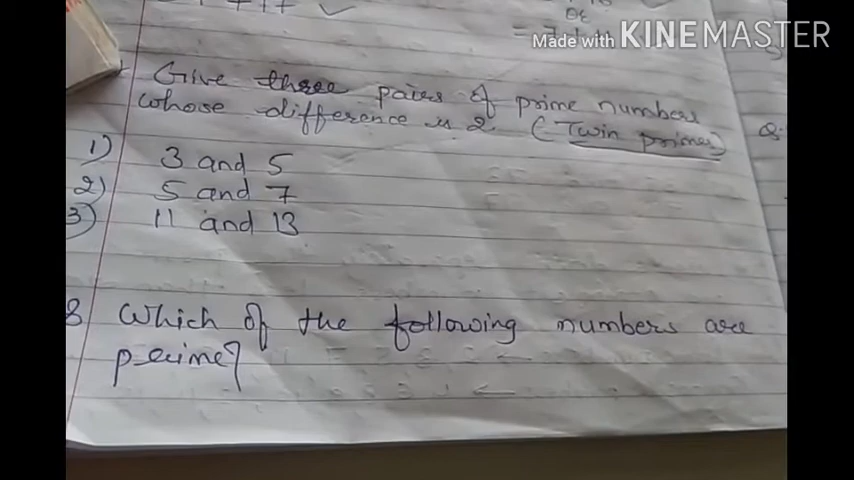 Made with KINEMASTER
Give three pairs of prime numbers
whose difference is 2 (Twin primes)
1) 3 and 5
2) 5 and 7
3) 11 and 13
8 Which of the following numbers are
prime?